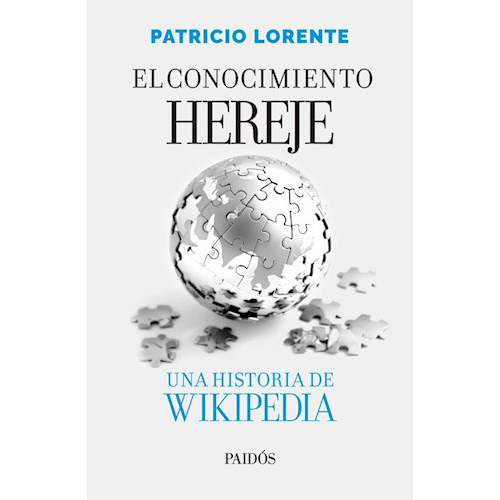 PATRICIO LORENTE
EL CONOCIMIENTO
HEREJE
UNA HISTORIA DE
WIKIPEDIA
PAIDÓS